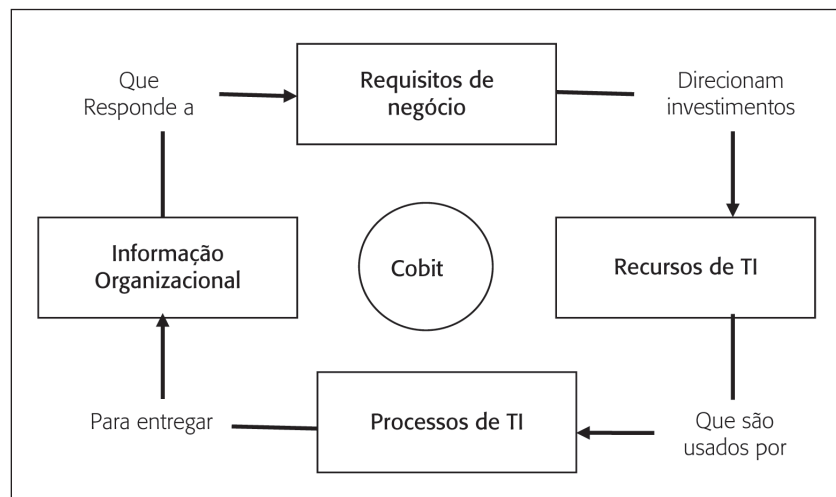 Que
Responde a
Requisitos de
negócio
Direcionam
investimentos
Informação
Organizacional
Cobit
Recursos de TI
Para entregar
Processos de TI
Que são
usados por